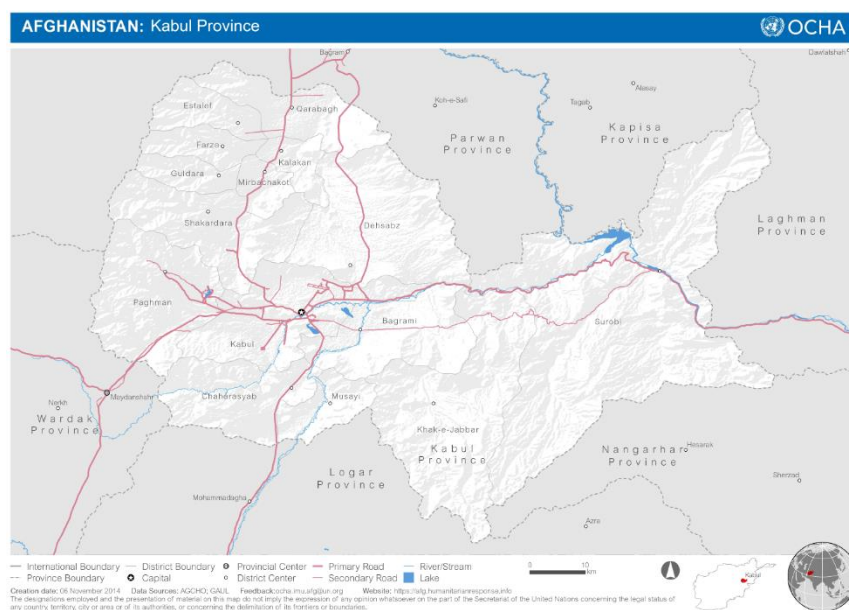 AFGHANISTAN: Kabul Province
OCHA
Bagram
Dawlatshah
Koh-e-Safi
Alasay
Tagab
Estalef
Qarabagh
Parwan
Province
Kapisa
Province
Farza
Kalakan
Guldara
Mirbachakot
Laghman
Province
Shakardara
Dehsabz
Paghman
Bagrami
Surobi
Kabul
Chaharasyab
Musayi
Nerkh
Maydanshahr
Wardak
Province
Khak-e-Jabbar
Kabul
Province
Nangarhar
Province
Hesarak
Logar
Province
Sherzad
Mohammadagha
Azra
International Boundary
District Boundary
Provincial Center
Primary Road
River/Stream
Province Boundary
Capital
District Center
Secondary Road
Lake
0 10
km
Kabul
Creation date: 06 November 2014 Data Sources: AGCHO; GAUL Feedback:ocha.imu.afg@un.org Website: https://afg.humanitarianresponse.info
The designations employed and the presentation of material on this map do not imply the expression of any opinion whatsoever on the part of the Secretariat of the United Nations concerning the legal status of
any country, territory, city or area or of its authorities, or concerning the delimitation of its frontiers or boundaries.